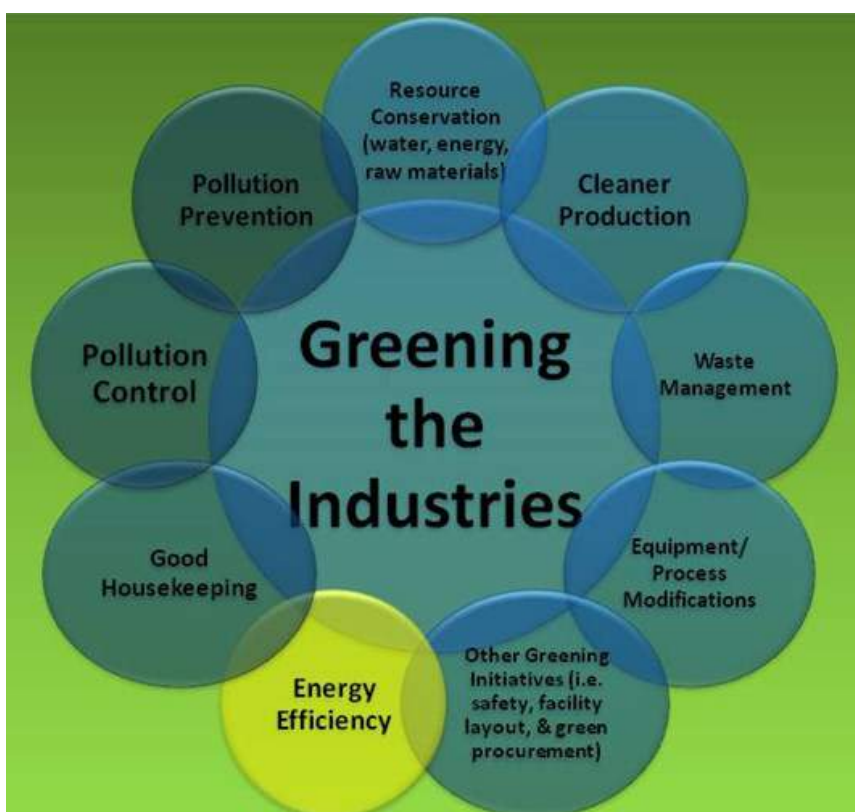 Resource
Conservation
(water, energy,
raw materials)
Cleaner
Production
Waste
Management
Equipment/
Process
Modifications
Other Greening
Initiatives (i.e.
safety, facility
layout, & green
procurement)
Energy
Efficiency
Good
Housekeeping
Pollution
Control
Pollution
Prevention
Greening
the
Industries